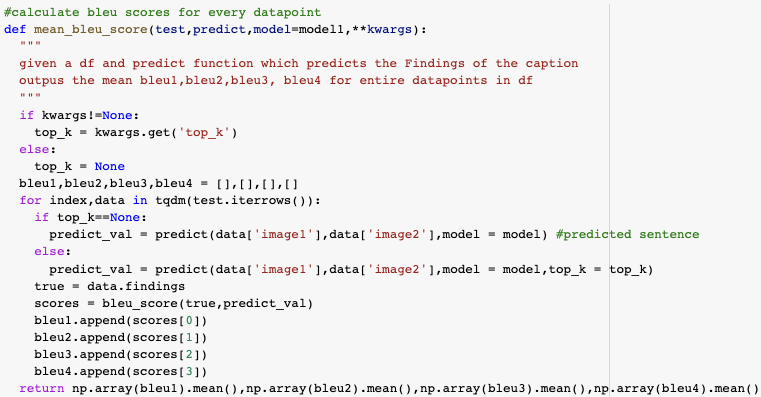 #calculate bleu scores for every datapoint
def mean_bleu_score(test,predict,model=model1,**kwargs):
  """
  given a df and predict function which predicts the Findings of the caption
  outpus the mean bleu1,bleu2,bleu3, bleu4 for entire datapoints in df
  """
  if kwargs!=None:
    top_k = kwargs.get('top_k')
  else:
    top_k = None
  bleu1,bleu2,bleu3,bleu4 = [],[],[],[]
  for index,data in tqdm(test.iterrows()):
    if top_k==None:
      predict_val = predict(data['image1'],data['image2'],model = model) #predicted sentence
    else:
      predict_val = predict(data['image1'],data['image2'],model = model,top_k = top_k)
    true = data.findings
    scores = bleu_score(true,predict_val)
    bleu1.append(scores[0])
    bleu2.append(scores[1])
    bleu3.append(scores[2])
    bleu4.append(scores[3])
  return np.array(bleu1).mean(),np.array(bleu2).mean(),np.array(bleu3).mean(),np.array(bleu4).mean()